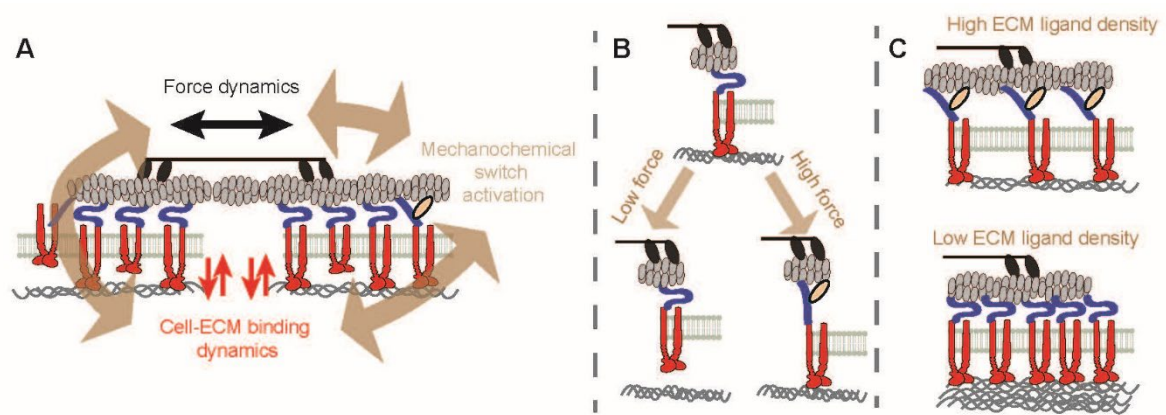 A
Force dynamics
Mechanochemical
switch
activation
Cell-ECM binding
dynamics
B
Low force
High force
C
High ECM ligand density
Low ECM ligand density